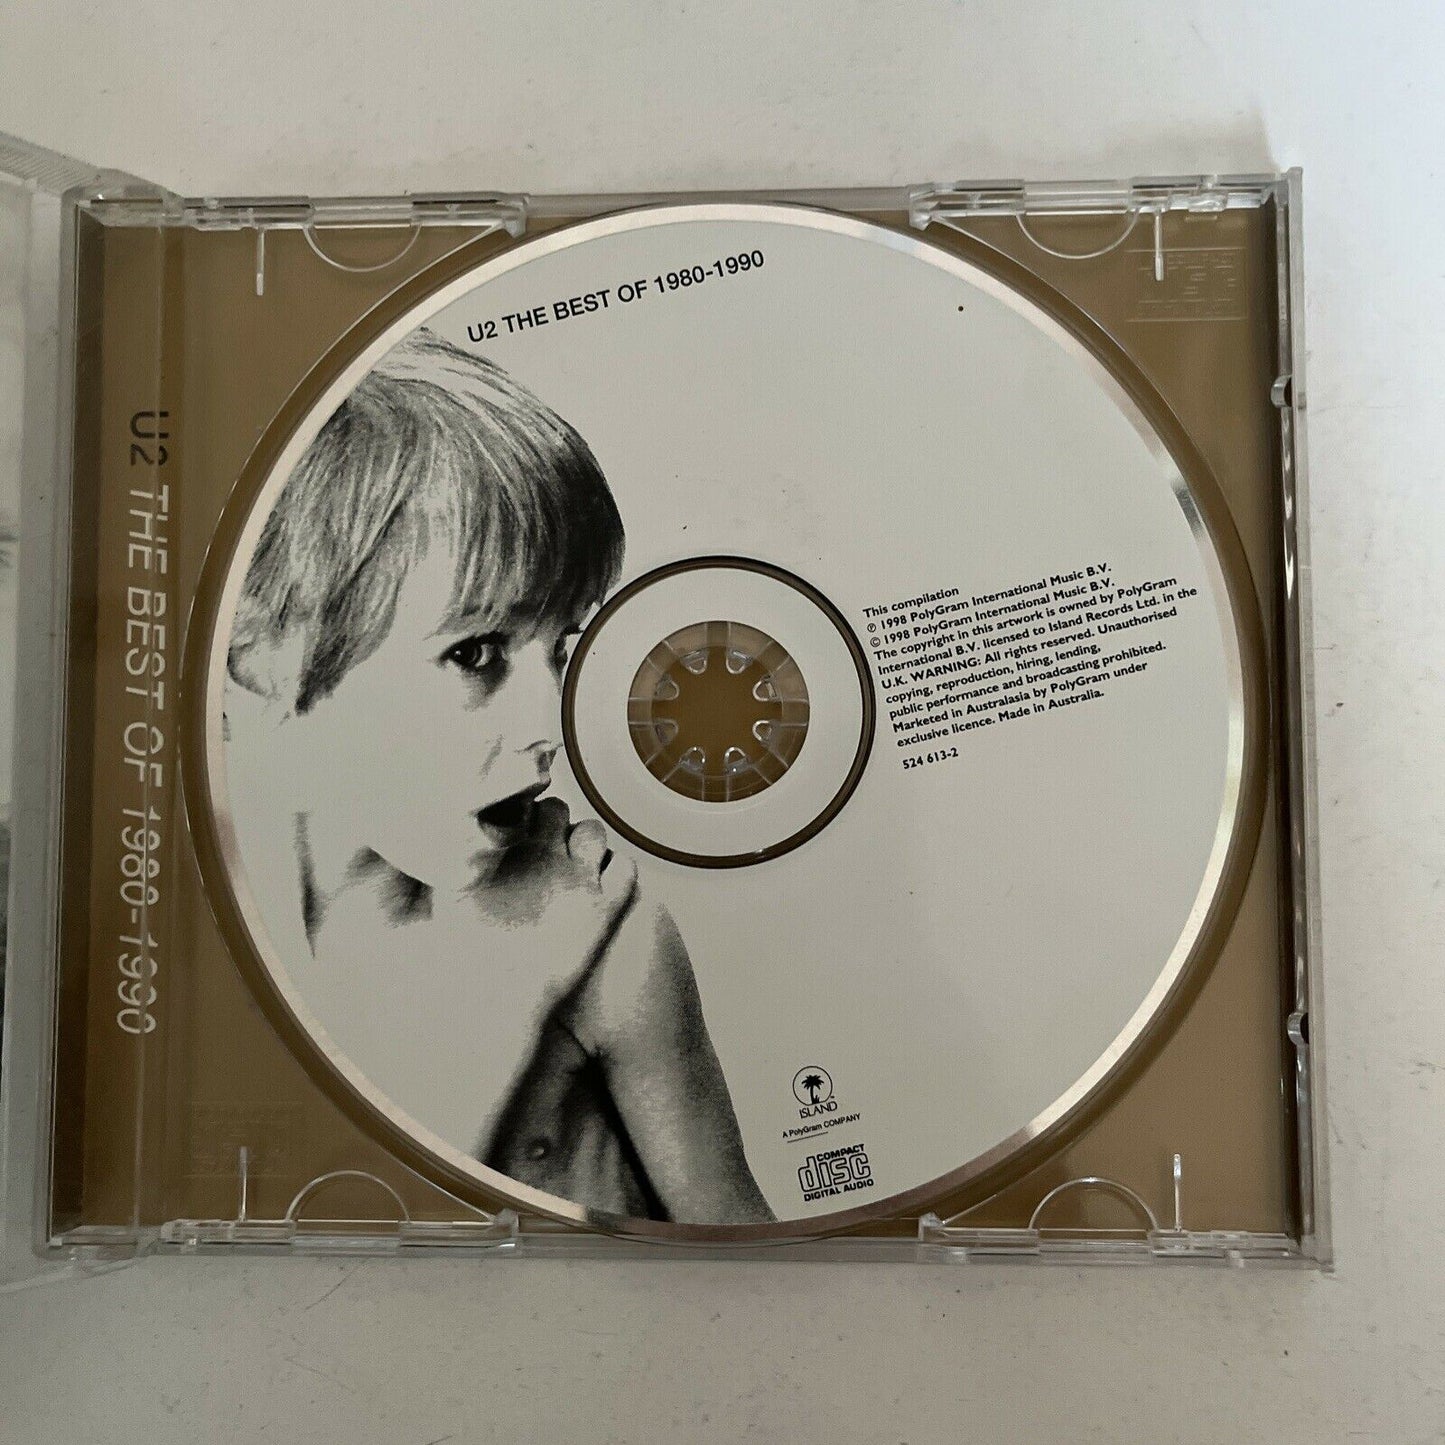 U2 THE BEST OF 1980-1990
U2 THE BEST OF 1980-1990
This compilation
℗ 1998 PolyGram International Music B.V.
© 1998 PolyGram International Music B.V.
The copyright in this artwork is owned by PolyGram
International B.V. licensed to Island Records Ltd. in the
U.K. WARNING: All rights reserved. Unauthorised
copying, reproduction, hiring, lending,
public performance and broadcasting prohibited.
Marketed in Australasia by PolyGram under
exclusive licence. Made in Australia.
524 613-2
ISLAND
A PolyGram COMPANY
COMPACT
disc
DIGITAL AUDIO